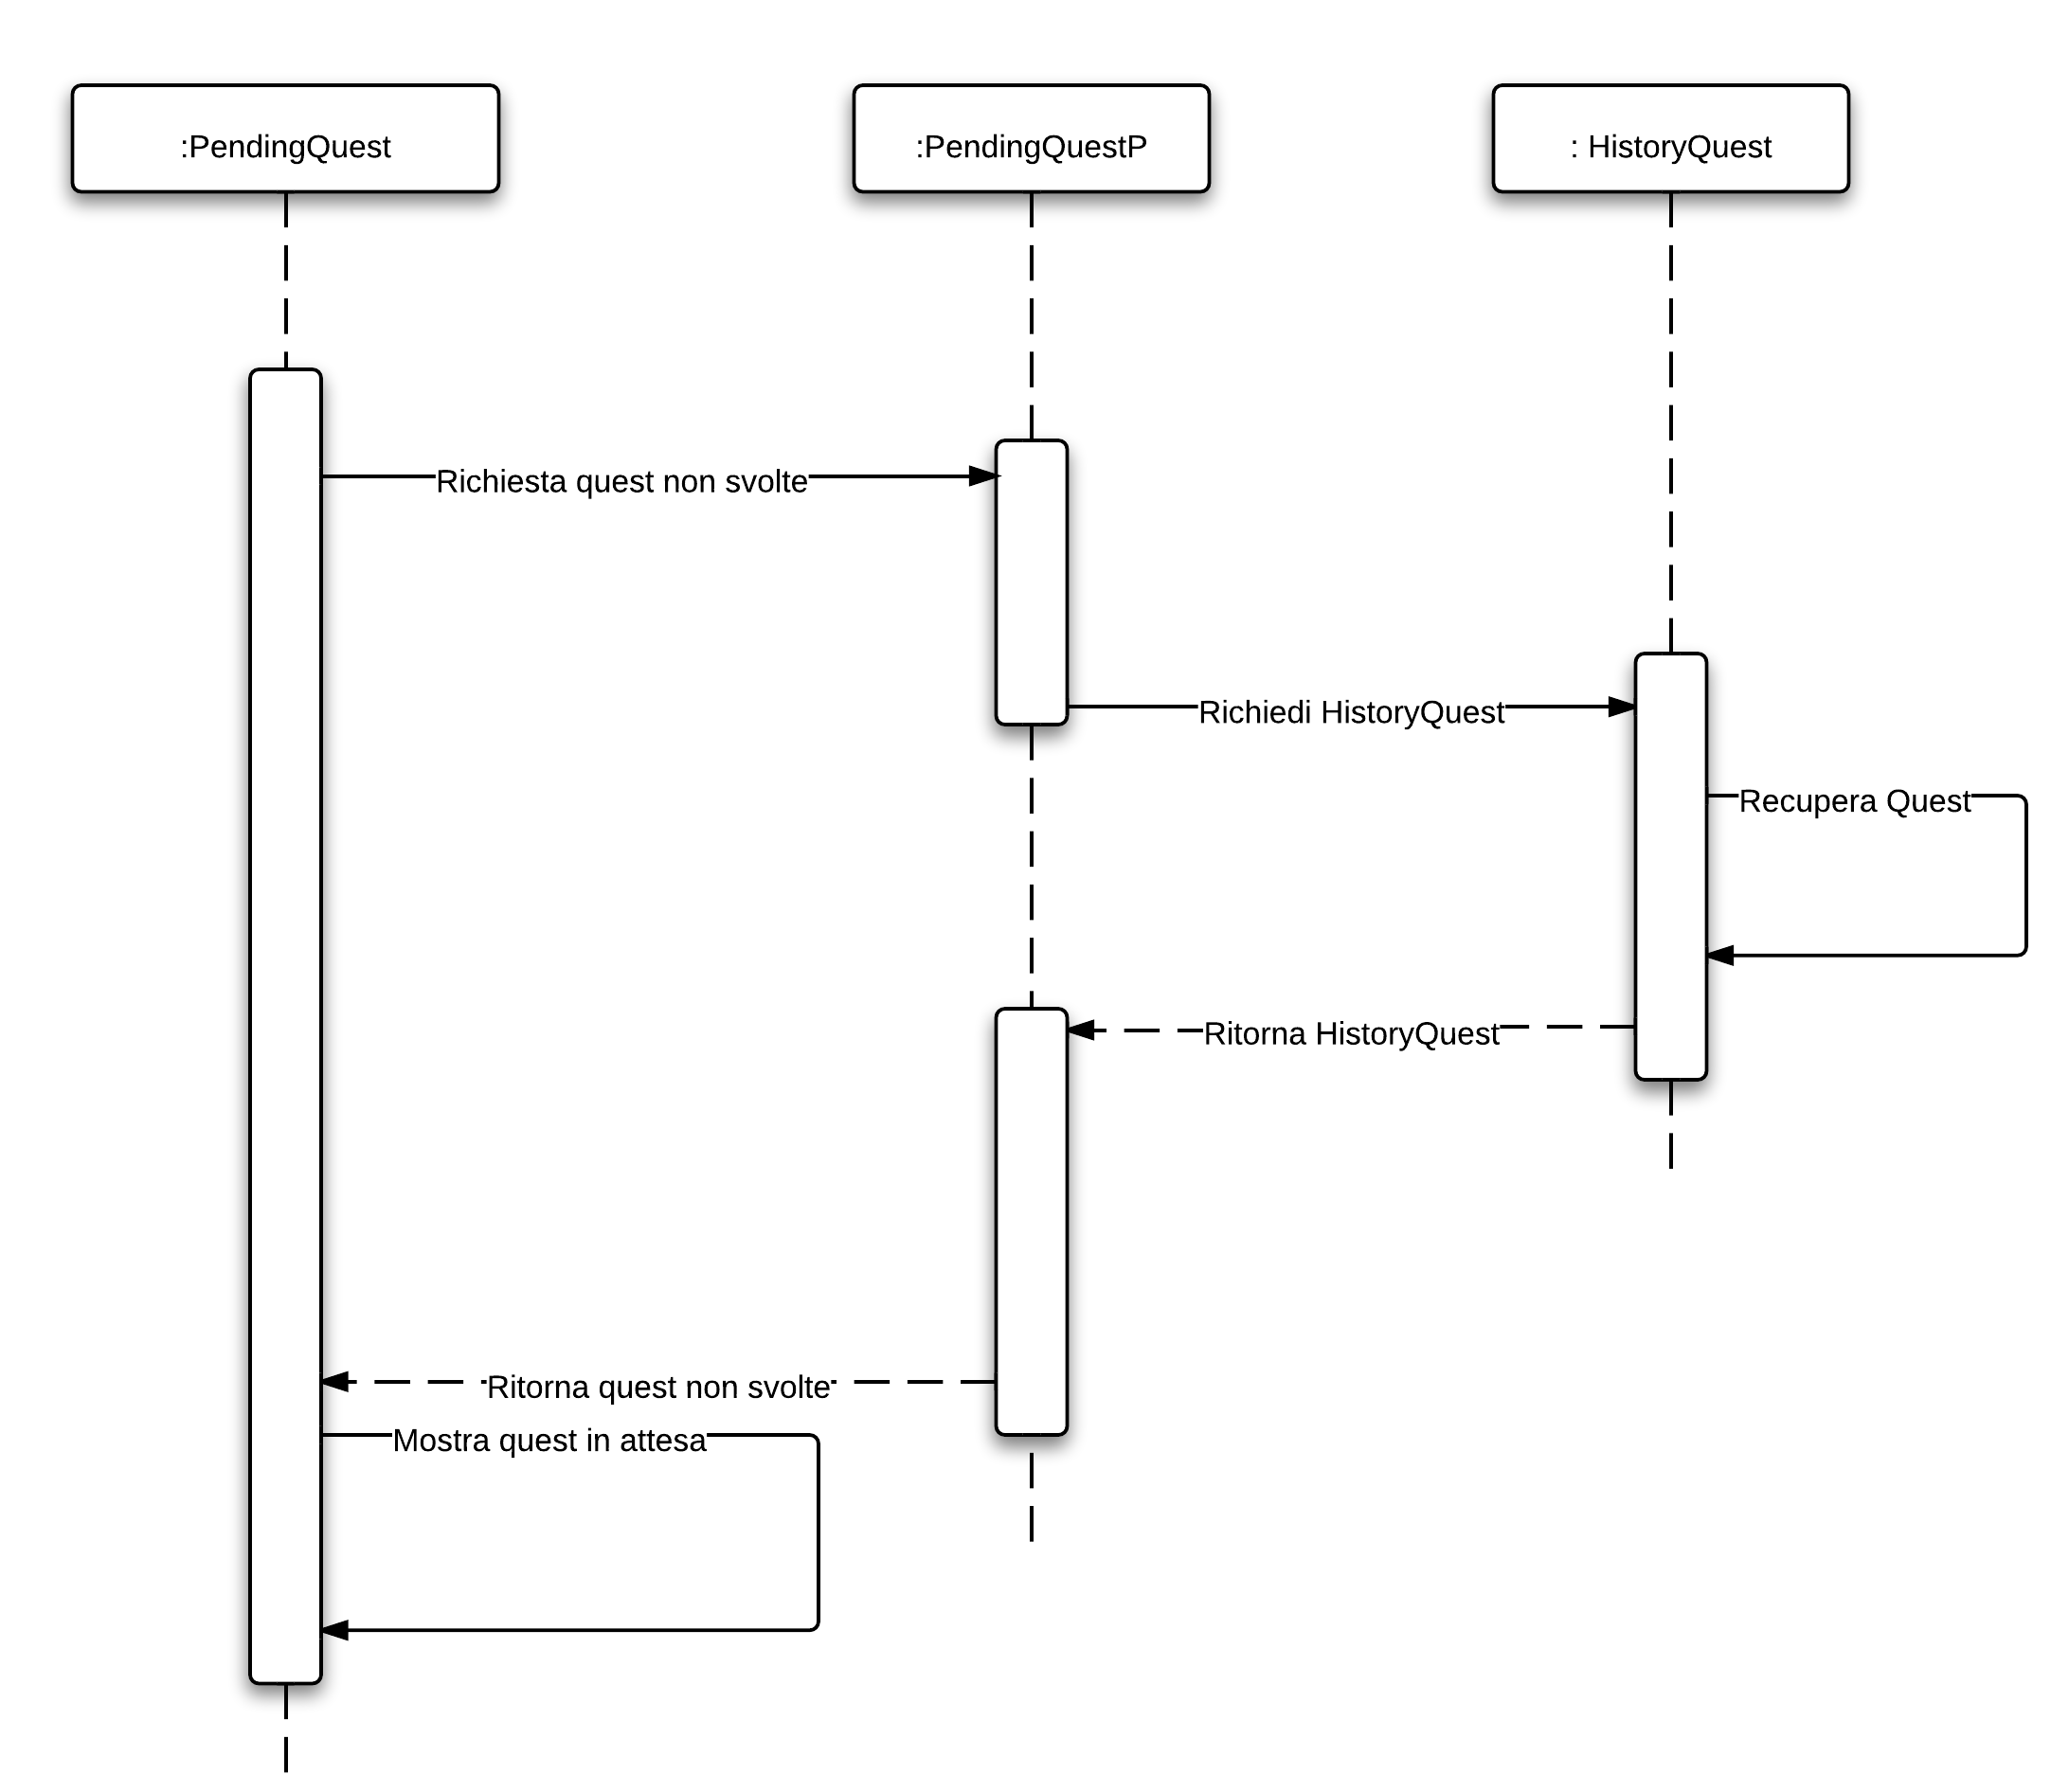 :PendingQuest
:PendingQuestP
: HistoryQuest
Richiesta quest non svolte
Richiedi HistoryQuest
Recupera Quest
Ritorna HistoryQuest
Ritorna quest non svolte
Mostra quest in attesa